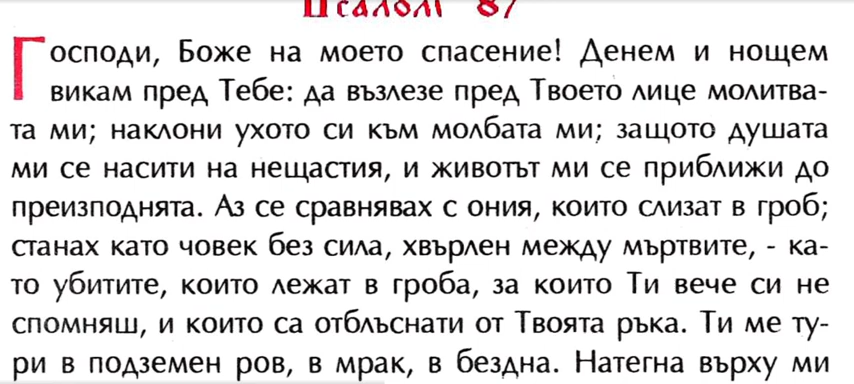 Псалом 87
Господи, Боже на моето спасение! Денем и нощем
викам пред Тебе: да възлезе пред Твоето лице молитва-
та ми; наклони ухото си към молбата ми; защото душата
ми се насити на нещастия, и животът ми се приближи до
преизподнята. Аз се сравнявах с ония, които слизат в гроб;
станах като човек без сила, хвърлен между мъртвите, - ка-
то убитите, които лежат в гроба, за които Ти вече си не
спомняш, и които са отблъснати от Твоята ръка. Ти ме ту-
ри в подземен ров, в мрак, в бездна. Натегна върху ми